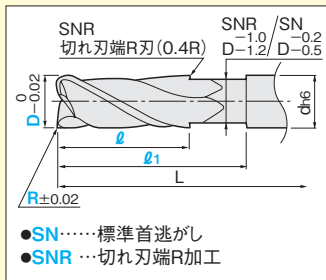 SNR
切れ刃端R刃(0.4R)
SNR -1.0 / SN -0.2
D-1.2 / D-0.5
0
D-0.02
dh6
ℓ
ℓ1
R±0.02
L
●SN……標準首逃がし
●SNR…切れ刃端R加工